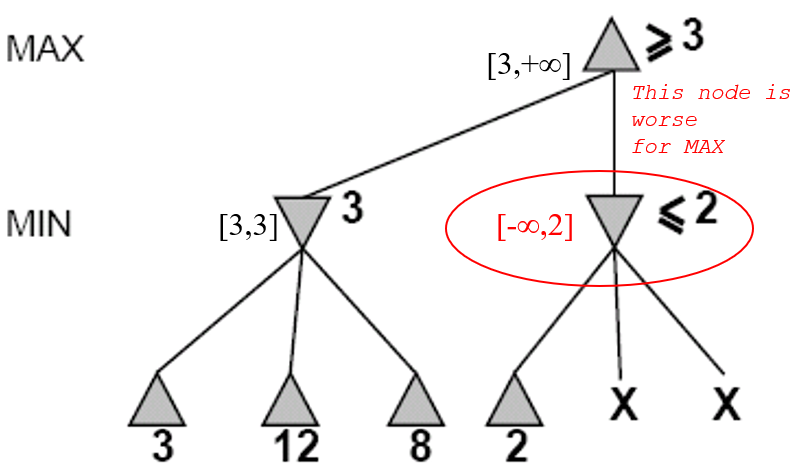 MAX
[3,+∞]
⩾ 3
This node is
worse
for MAX
MIN
[3,3]
3
[-∞,2]
⩽ 2
3
12
8
2
X
X